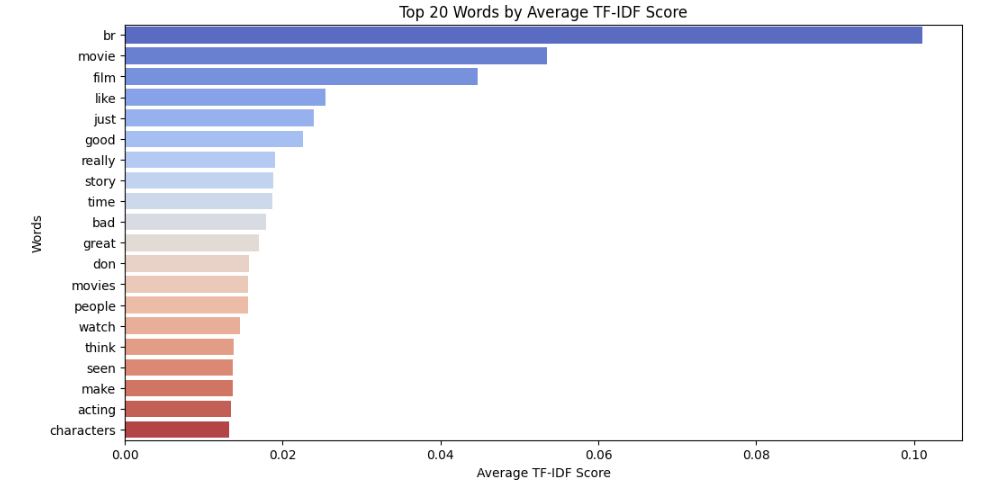 Top 20 Words by Average TF-IDF Score
Words
br
movie
film
like
just
good
really
story
time
bad
great
don
movies
people
watch
think
seen
make
acting
characters
0.00 0.02 0.04 0.06 0.08 0.10
Average TF-IDF Score